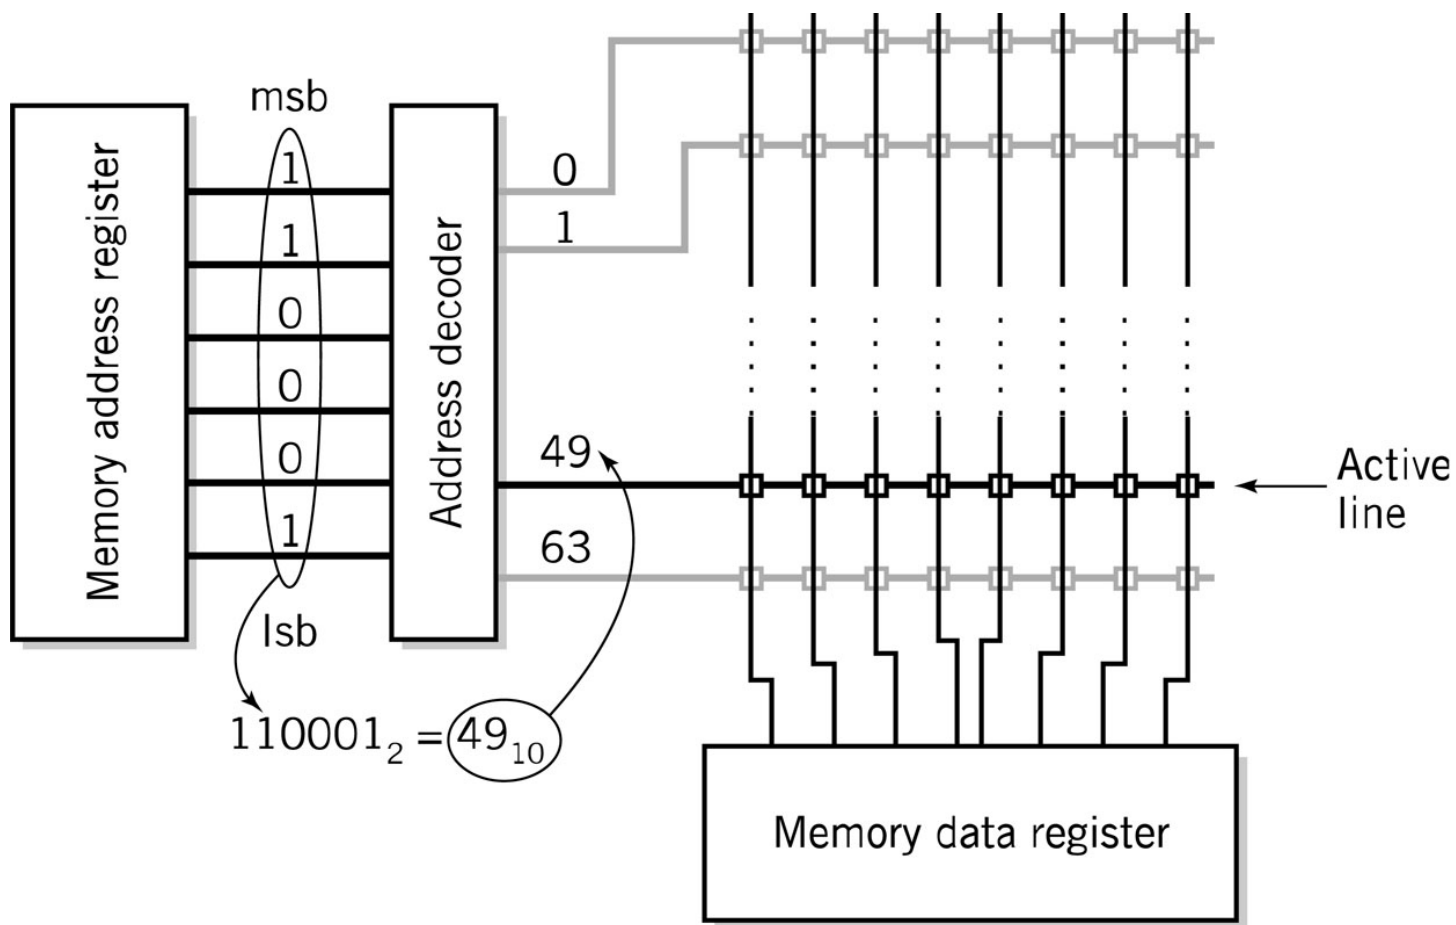 msb
Memory address register
1
1
0
0
0
1
lsb
Address decoder
0
1
49
63
Active
line
110001₂ = 49₁₀
Memory data register